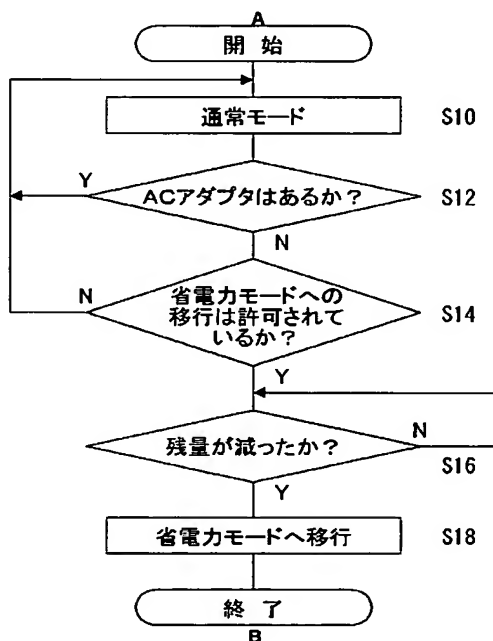 A
開 始
通常モード
S10
Y
ACアダプタはあるか？
S12
N
N
省電力モードへの
移行は許可されて
いるか？
S14
Y
残量が減ったか？
N
S16
Y
省電力モードへ移行
S18
終 了
B